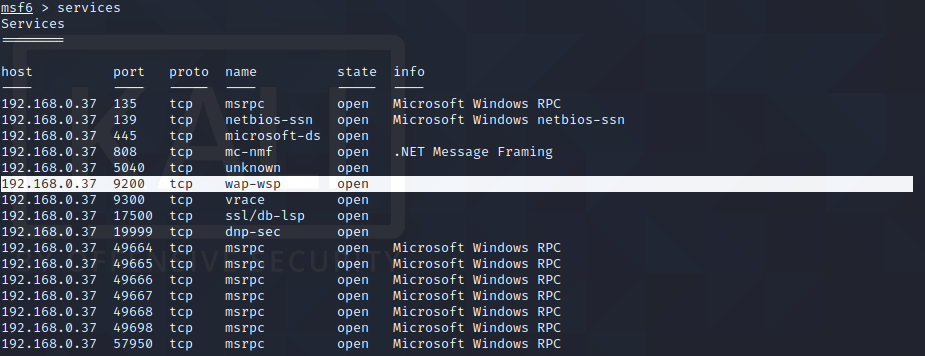 msf6 > services
Services
========
host port proto name state info
---- ---- ----- ---- ----- ----
192.168.0.37 135 tcp msrpc open Microsoft Windows RPC
192.168.0.37 139 tcp netbios-ssn open Microsoft Windows netbios-ssn
192.168.0.37 445 tcp microsoft-ds open
192.168.0.37 808 tcp mc-nmf open .NET Message Framing
192.168.0.37 5040 tcp unknown open
192.168.0.37 9200 tcp wap-wsp open
192.168.0.37 9300 tcp vrace open
192.168.0.37 17500 tcp ssl/db-lsp open
192.168.0.37 19999 tcp dnp-sec open
192.168.0.37 49664 tcp msrpc open Microsoft Windows RPC
192.168.0.37 49665 tcp msrpc open Microsoft Windows RPC
192.168.0.37 49666 tcp msrpc open Microsoft Windows RPC
192.168.0.37 49667 tcp msrpc open Microsoft Windows RPC
192.168.0.37 49668 tcp msrpc open Microsoft Windows RPC
192.168.0.37 49698 tcp msrpc open Microsoft Windows RPC
192.168.0.37 57950 tcp msrpc open Microsoft Windows RPC
KALI
SECURITY